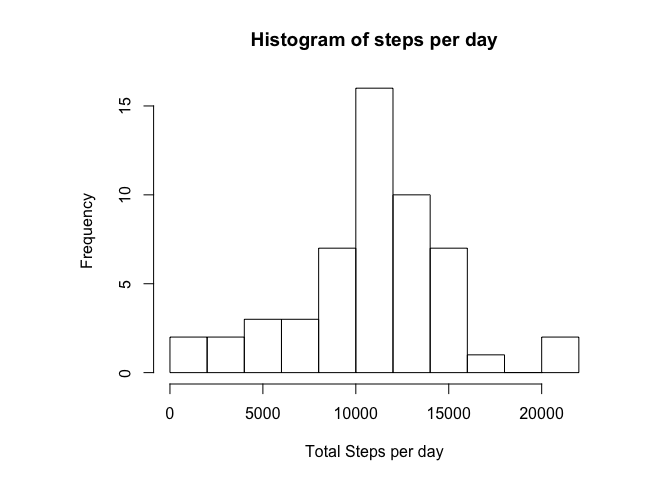 Histogram of steps per day
15
10
5
0
Frequency
0 5000 10000 15000 20000
Total Steps per day